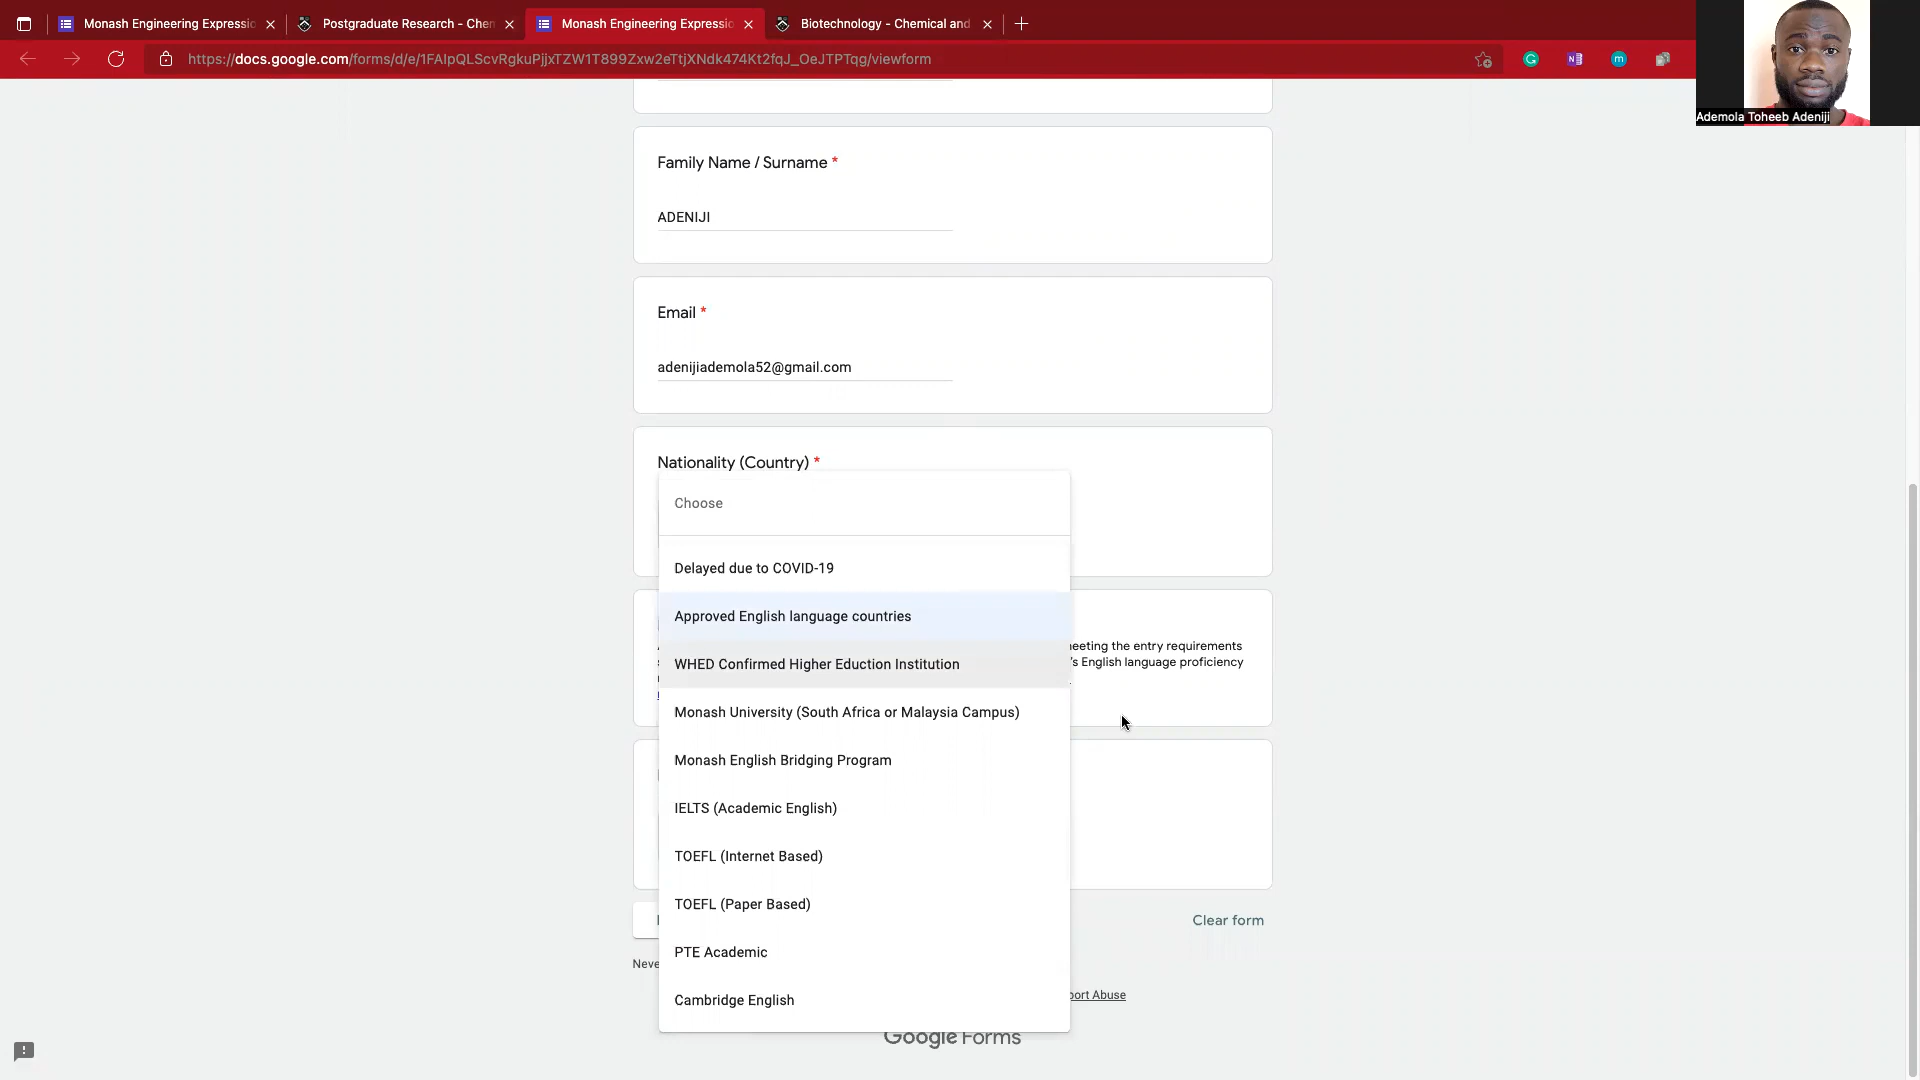 Monash Engineering Expressio
Postgraduate Research - Chen
Monash Engineering Expressio
Biotechnology - Chemical and
https://docs.google.com/forms/d/e/1FAIpQLScvRgkuPjjxTZW1T899Zxw2eTtjXNdk474Kt2fqJ_OeJTPTqg/viewform
Ademola Toheeb Adeniji
Family Name / Surname *
ADENIJI
Email *
adenijiademola52@gmail.com
Nationality (Country) *
Choose
Delayed due to COVID-19
Approved English language countries
WHED Confirmed Higher Eduction Institution
Monash University (South Africa or Malaysia Campus)
Monash English Bridging Program
IELTS (Academic English)
TOEFL (Internet Based)
TOEFL (Paper Based)
PTE Academic
Cambridge English
eeting the entry requirements
's English language proficiency
Clear form
Neve
port Abuse
Google Forms